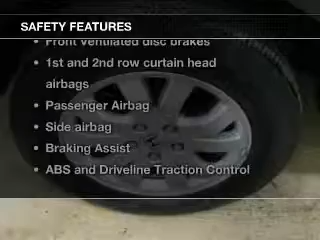 SAFETY FEATURES
• Front Ventilated disc brakes
• 1st and 2nd row curtain head
airbags
• Passenger Airbag
• Side airbag
• Braking Assist
• ABS and Driveline Traction Control